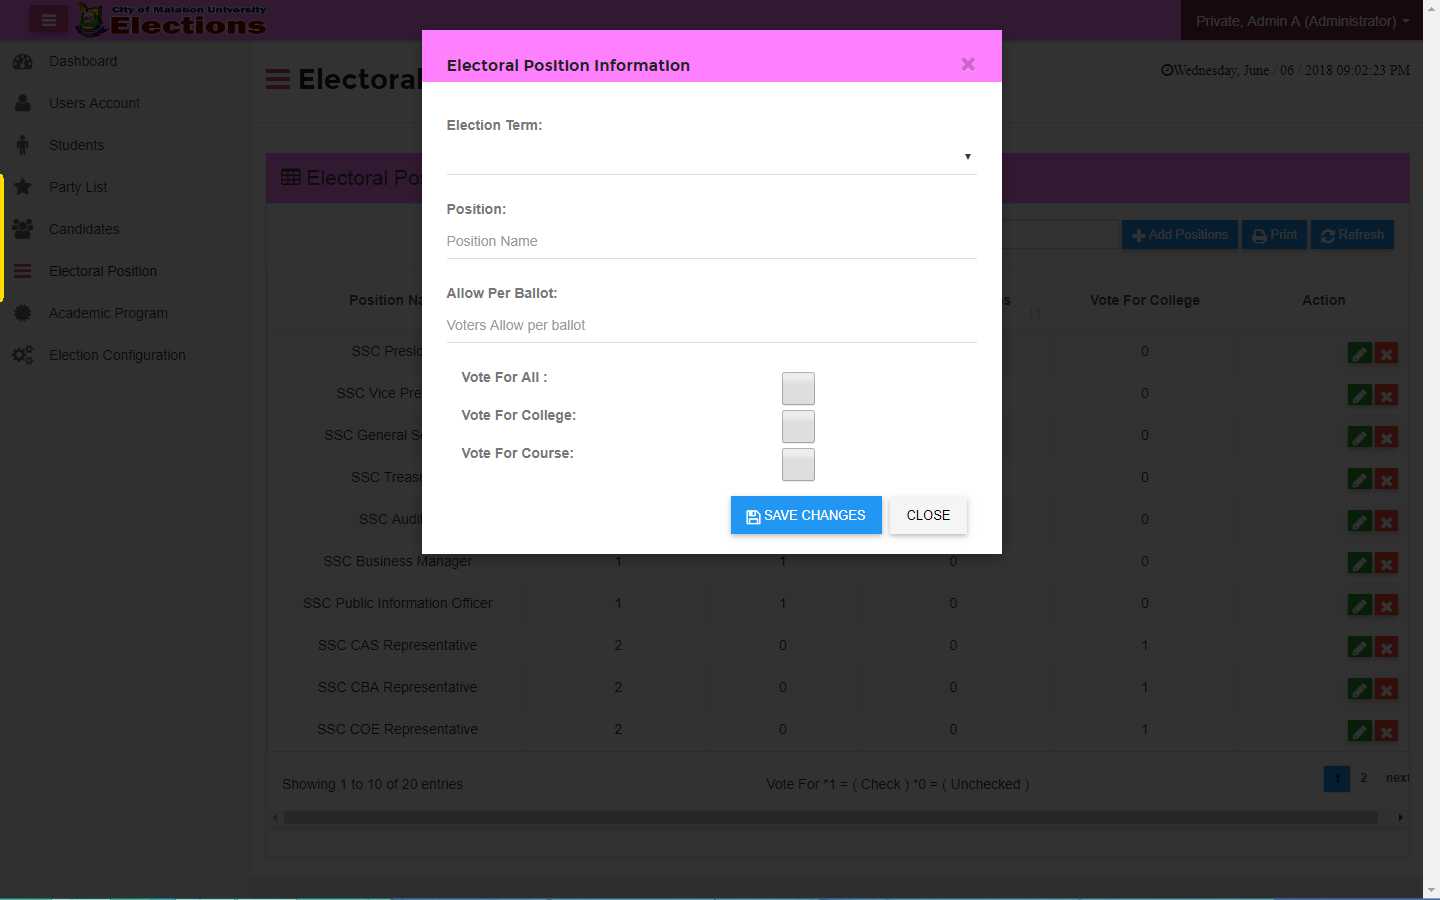 City of Malabon University
Elections
Private, Admin A (Administrator)
Dashboard
Users Account
Students
Party List
Candidates
Electoral Position
Academic Program
Election Configuration
Electoral
Wednesday, June / 06 / 2018 09:02:23 PM
Electoral Po
Add Positions
Print
Refresh
Electoral Position Information
×
Election Term:
Position:
Position Name
Allow Per Ballot:
Voters Allow per ballot
Vote For All :
Vote For College:
Vote For Course:
SAVE CHANGES
CLOSE
Position Na s Vote For College Action
SSC Presid 0
SSC Vice Pre 0
SSC General S 0
SSC Treas 0
SSC Audi 0
SSC Business Manager 1 1 0 0
SSC Public Information Officer 1 1 0 0
SSC CAS Representative 2 0 0 1
SSC CBA Representative 2 0 0 1
SSC COE Representative 2 0 0 1
Showing 1 to 10 of 20 entries
Vote For *1 = ( Check ) *0 = ( Unchecked )
1 2 next